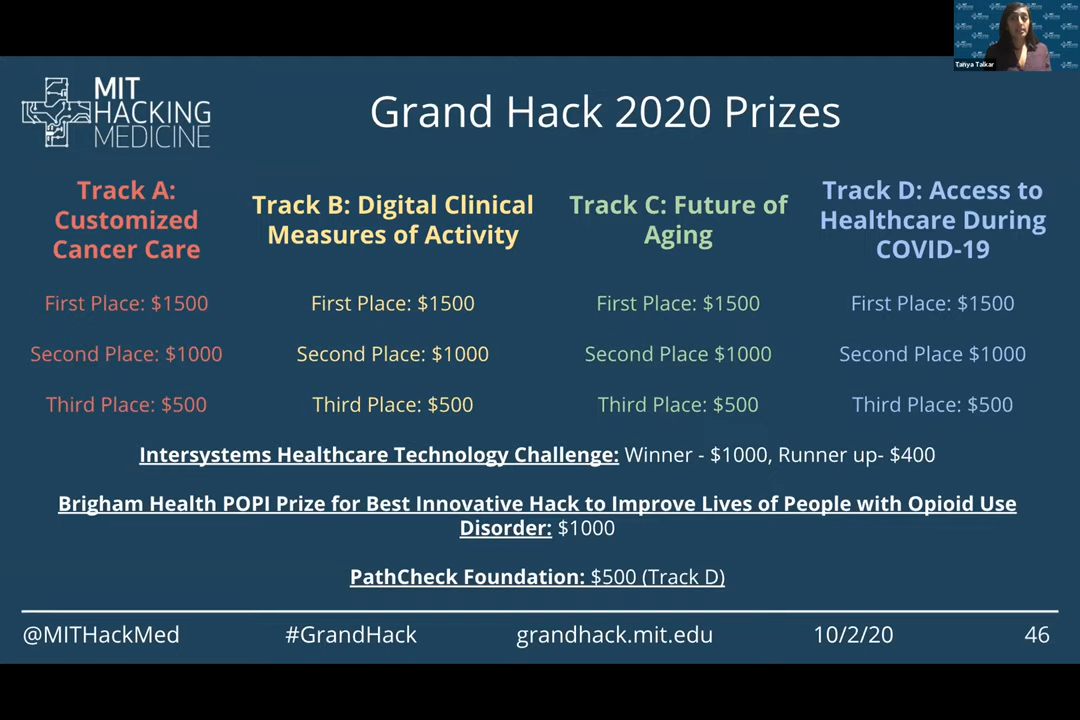 Tanya Talkar
MIT
HACKING
MEDICINE
Grand Hack 2020 Prizes
Track A:
Customized
Cancer Care
First Place: $1500
Second Place: $1000
Third Place: $500
Track B: Digital Clinical
Measures of Activity
First Place: $1500
Second Place: $1000
Third Place: $500
Track C: Future of
Aging
First Place: $1500
Second Place $1000
Third Place: $500
Track D: Access to
Healthcare During
COVID-19
First Place: $1500
Second Place $1000
Third Place: $500
Intersystems Healthcare Technology Challenge: Winner - $1000, Runner up- $400
Brigham Health POPI Prize for Best Innovative Hack to Improve Lives of People with Opioid Use
Disorder: $1000
PathCheck Foundation: $500 (Track D)
@MITHackMed #GrandHack grandhack.mit.edu 10/2/20 46